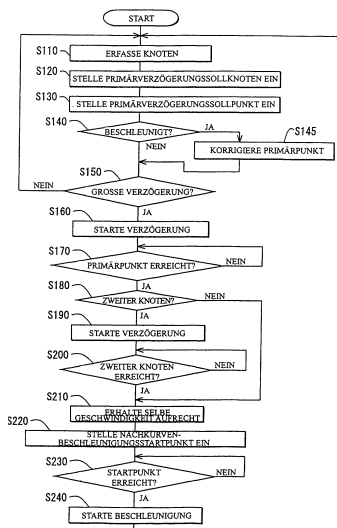 START
S110
ERFASSE KNOTEN
S120
STELLE PRIMÄRVERZÖGERUNGSSOLLKNOTEN EIN
S130
STELLE PRIMÄRVERZÖGERUNGSSOLLPUNKT EIN
S140
BESCHLEUNIGT?
JA
S145
NEIN
KORRIGIERE PRIMÄRPUNKT
S150
NEIN
GROSSE VERZÖGERUNG?
JA
S160
STARTE VERZÖGERUNG
S170
PRIMÄRPUNKT ERREICHT?
NEIN
S180
JA
ZWEITER KNOTEN?
NEIN
S190
JA
STARTE VERZÖGERUNG
S200
ZWEITER KNOTEN
ERREICHT?
NEIN
S210
JA
ERHALTE SELBE
GESCHWINDIGKEIT AUFRECHT
S220
STELLE NACHKURVEN-
BESCHLEUNIGUNGSSTARTPUNKT EIN
S230
STARTPUNKT
ERREICHT?
NEIN
S240
JA
STARTE BESCHLEUNIGUNG